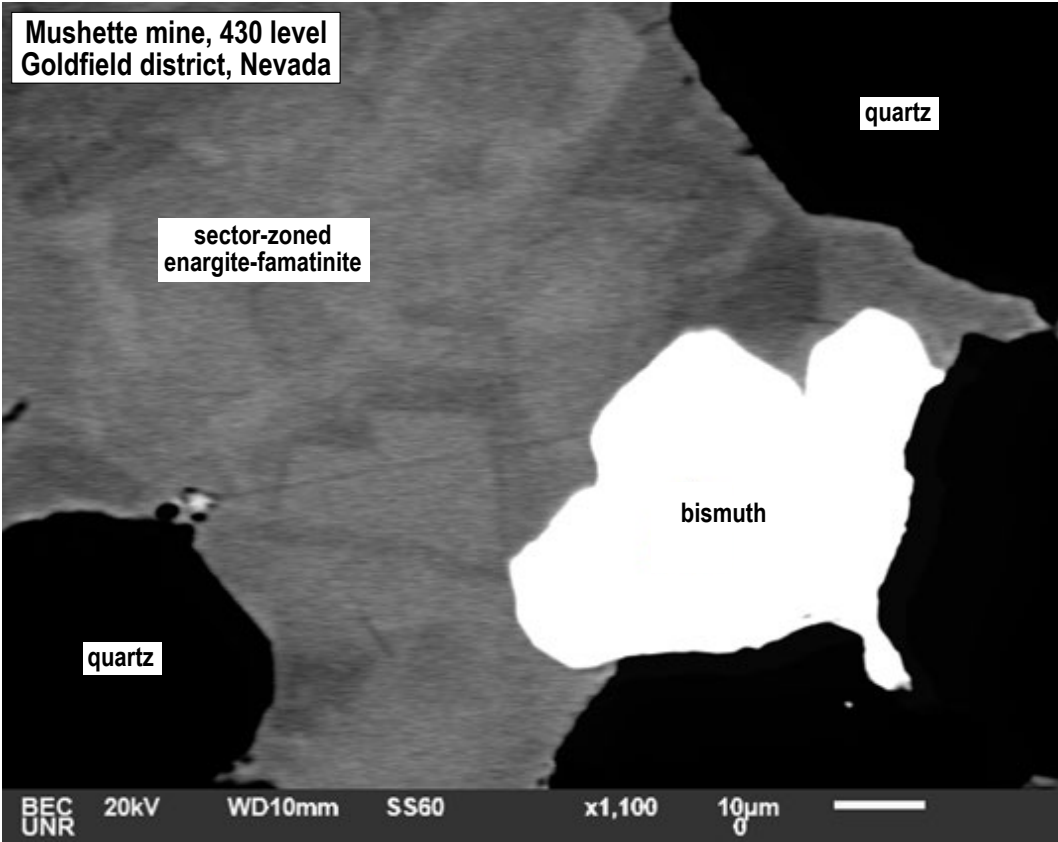 Mushette mine, 430 level
Goldfield district, Nevada
quartz
sector-zoned
enargite-famatinite
bismuth
quartz
BEC 20kV WD10mm SS60 x1,100 10µm
UNR 0